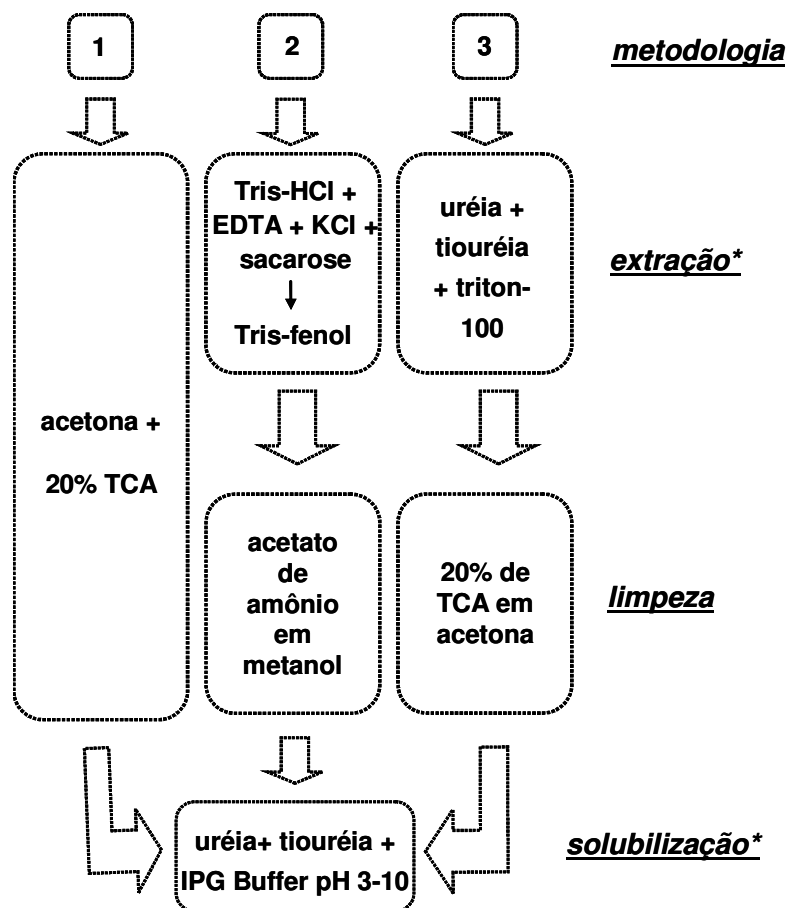 1
2
3
metodologia
Tris-HCl +
EDTA + KCl +
sacarose
Tris-fenol
uréia +
tiouréia
+ triton-
100
extração*
acetona +
20% TCA
acetato
de
amônio
em
metanol
20% de
TCA em
acetona
limpeza
uréia+ tiouréia +
IPG Buffer pH 3-10
solubilização*